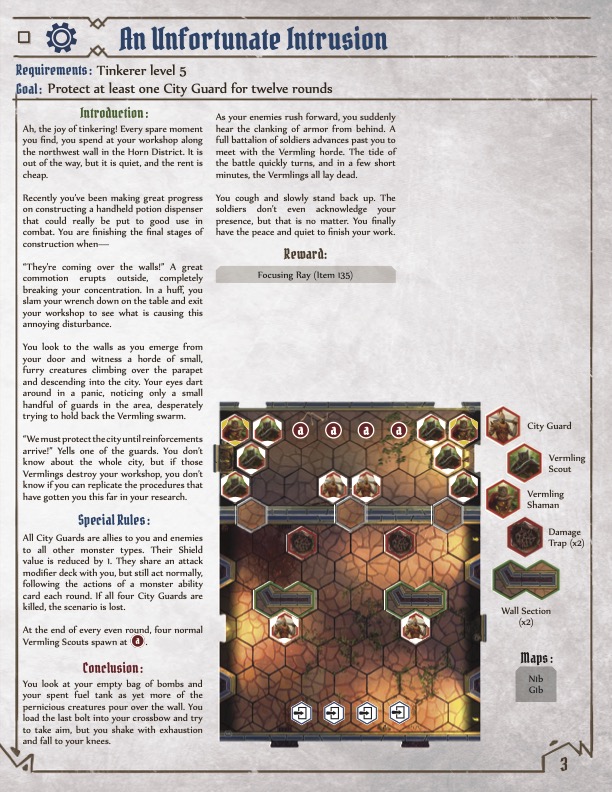 An Unfortunate Intrusion
Requirements: Tinkerer level 5
Goal: Protect at least one City Guard for twelve rounds
Introduction:
Ah, the joy of tinkering! Every spare moment
you find, you spend at your workshop along
the northwest wall in the Horn District. It is
out of the way, but it is quiet, and the rent is
cheap.
Recently you've been making great progress
on constructing a handheld potion dispenser
that could really be put to good use in
combat. You are finishing the final stages of
construction when—
"They're coming over the walls!" A great
commotion erupts outside, completely
breaking your concentration. In a huff, you
slam your wrench down on the table and exit
your workshop to see what is causing this
annoying disturbance.
You look to the walls as you emerge from
your door and witness a horde of small,
furry creatures climbing over the parapet
and descending into the city. Your eyes dart
around in a panic, noticing only a small
handful of guards in the area, desperately
trying to hold back the Vermling swarm.
"We must protect the city until reinforcements
arrive!" Yells one of the guards. You don't
know about the whole city, but if those
Vermlings destroy your workshop, you don't
know if you can replicate the procedures that
have gotten you this far in your research.
Special Rules:
All City Guards are allies to you and enemies
to all other monster types. Their Shield
value is reduced by 1. They share an attack
modifier deck with you, but still act normally,
following the actions of a monster ability
card each round. If all four City Guards are
killed, the scenario is lost.
At the end of every even round, four normal
Vermling Scouts spawn at a.
Conclusion:
You look at your empty bag of bombs and
your spent fuel tank as yet more of the
pernicious creatures pour over the wall. You
load the last bolt into your crossbow and try
to take aim, but you shake with exhaustion
and fall to your knees.
As your enemies rush forward, you suddenly
hear the clanking of armor from behind. A
full battalion of soldiers advances past you to
meet with the Vermling horde. The tide of
the battle quickly turns, and in a few short
minutes, the Vermlings all lay dead.
You cough and slowly stand back up. The
soldiers don't even acknowledge your
presence, but that is no matter. You finally
have the peace and quiet to finish your work.
Reward:
Focusing Ray (Item 135)
a a a a
City Guard
Vermling
Scout
Vermling
Shaman
Damage
Trap (x2)
Wall Section
(x2)
Maps:
N1b
G1b
3